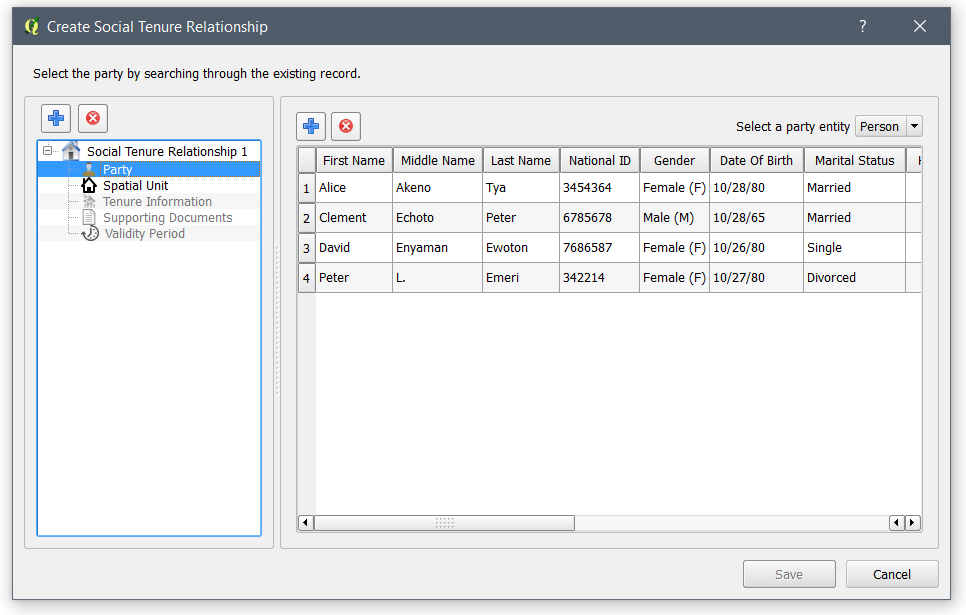 Create Social Tenure Relationship
Select the party by searching through the existing record.
Social Tenure Relationship 1
Party
Spatial Unit
Tenure Information
Supporting Documents
Validity Period
Select a party entity Person
First Name Middle Name Last Name National ID Gender Date Of Birth Marital Status
1 Alice Akeno Tya 3454364 Female (F) 10/28/80 Married
2 Clement Echoto Peter 6785678 Male (M) 10/28/65 Married
3 David Enyaman Ewoton 7686587 Female (F) 10/26/80 Single
4 Peter L. Emeri 342214 Female (F) 10/27/80 Divorced
Save Cancel